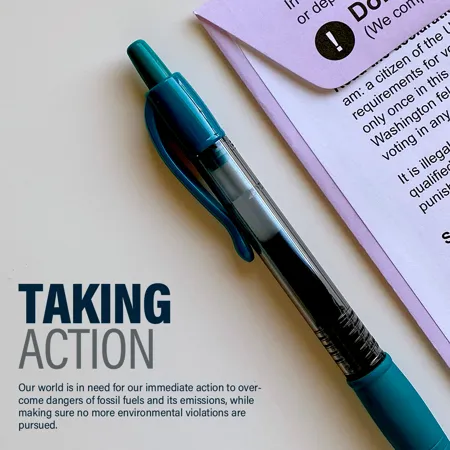 In
or dep
! Do
(We comp
am: a citizen of the U
requirements for vo
only once in this
Washington fel
voting in any
It is illega
qualified
punish
S
TAKING
ACTION
Our world is in need for our immediate action to over-
come dangers of fossil fuels and its emissions, while
making sure no more environmental violations are
pursued.